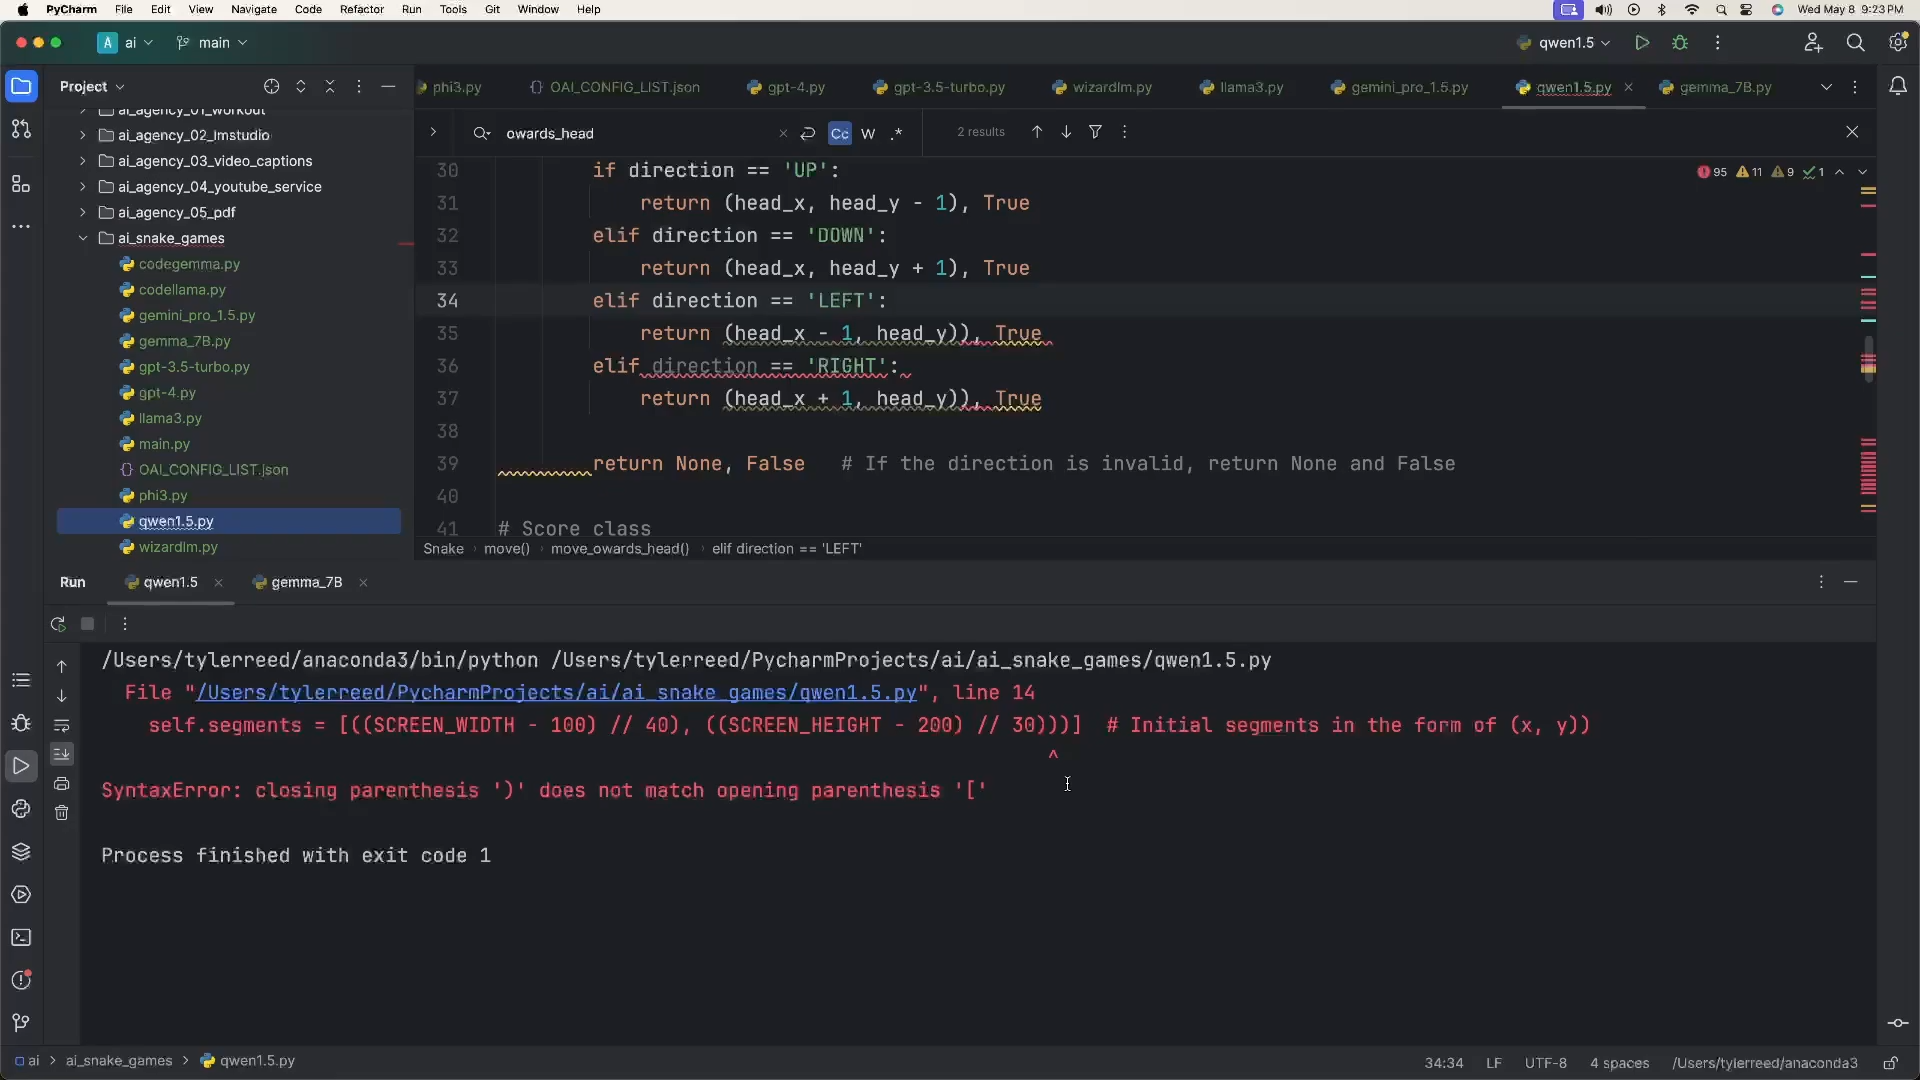 PyCharm File Edit View Navigate Code Refactor Run Tools Git Window Help Wed May 8 9:23 PM
A ai main qwen1.5
Project
phi3.py OAI_CONFIG_LIST.json gpt-4.py gpt-3.5-turbo.py wizardlm.py llama3.py gemini_pro_1.5.py qwen1.5.py gemma_7B.py
owards_head Cc W .* 2 results
95 11 9 1
ai_agency_01_workout
ai_agency_02_lmstudio
ai_agency_03_video_captions
ai_agency_04_youtube_service
ai_agency_05_pdf
ai_snake_games
codegemma.py
codellama.py
gemini_pro_1.5.py
gemma_7B.py
gpt-3.5-turbo.py
gpt-4.py
llama3.py
main.py
OAI_CONFIG_LIST.json
phi3.py
qwen1.5.py
wizardlm.py
30 if direction == 'UP':
31 return (head_x, head_y - 1), True
32 elif direction == 'DOWN':
33 return (head_x, head_y + 1), True
34 elif direction == 'LEFT':
35 return (head_x - 1, head_y)), True
36 elif direction == 'RIGHT':
37 return (head_x + 1, head_y)), True
38
39 return None, False # If the direction is invalid, return None and False
40
41 # Score class
Snake move() move_owards_head() elif direction == 'LEFT'
Run qwen1.5 gemma_7B
/Users/tylerreed/anaconda3/bin/python /Users/tylerreed/PycharmProjects/ai/ai_snake_games/qwen1.5.py
File "/Users/tylerreed/PycharmProjects/ai/ai_snake_games/qwen1.5.py", line 14
self.segments = [((SCREEN_WIDTH - 100) // 40), ((SCREEN_HEIGHT - 200) // 30)))] # Initial segments in the form of (x, y))
^
SyntaxError: closing parenthesis ')' does not match opening parenthesis '['
Process finished with exit code 1
ai > ai_snake_games > qwen1.5.py 34:34 LF UTF-8 4 spaces /Users/tylerreed/anaconda3